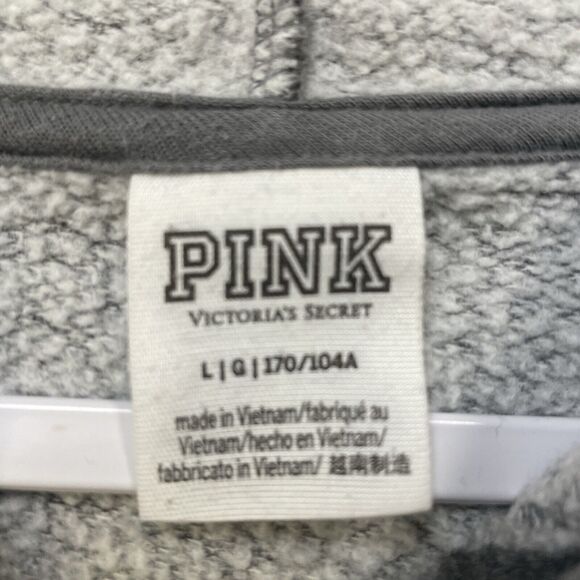 PINK
VICTORIA'S SECRET
L | G | 170/104A
made in Vietnam/fabriqué au
Vietnam/hecho en Vietnam/
fabbricato in Vietnam/ 越南制造